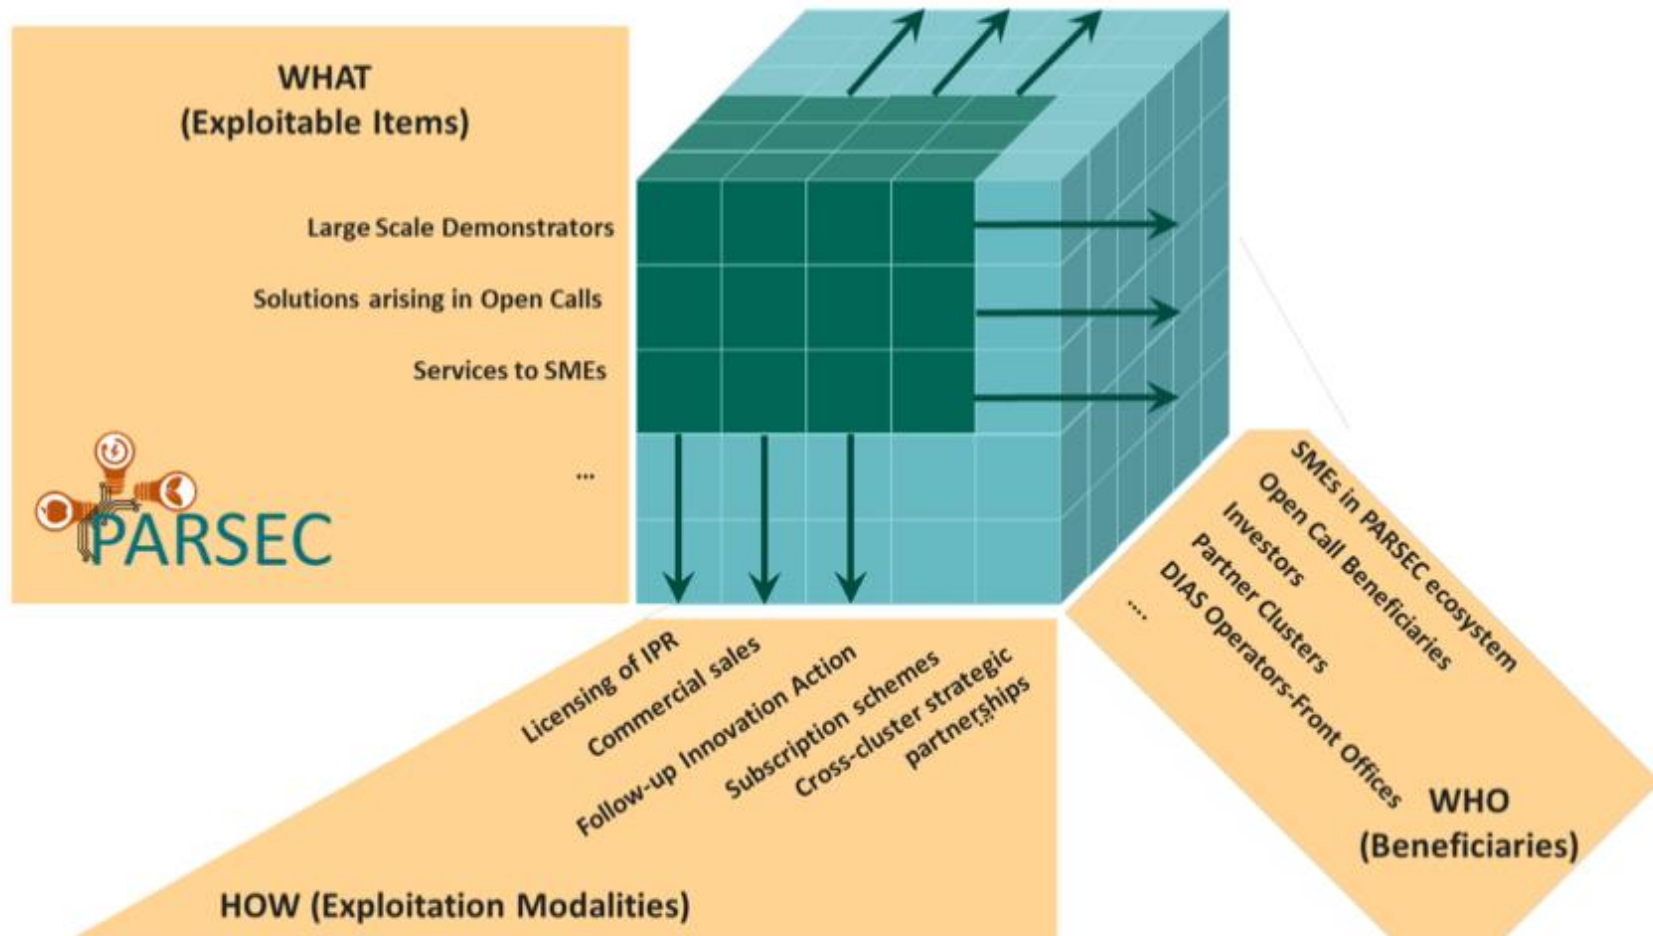 WHAT
(Exploitable Items)
Large Scale Demonstrators
Solutions arising in Open Calls
Services to SMEs
...
PARSEC
Licensing of IPR
Commercial sales
Follow-up Innovation Action
Subscription schemes
Cross-cluster strategic
partnerships
...
HOW (Exploitation Modalities)
SMEs in PARSEC ecosystem
Open Call Beneficiaries
Investors
Partner Clusters
DIAS Operators-Front Offices
....
WHO
(Beneficiaries)